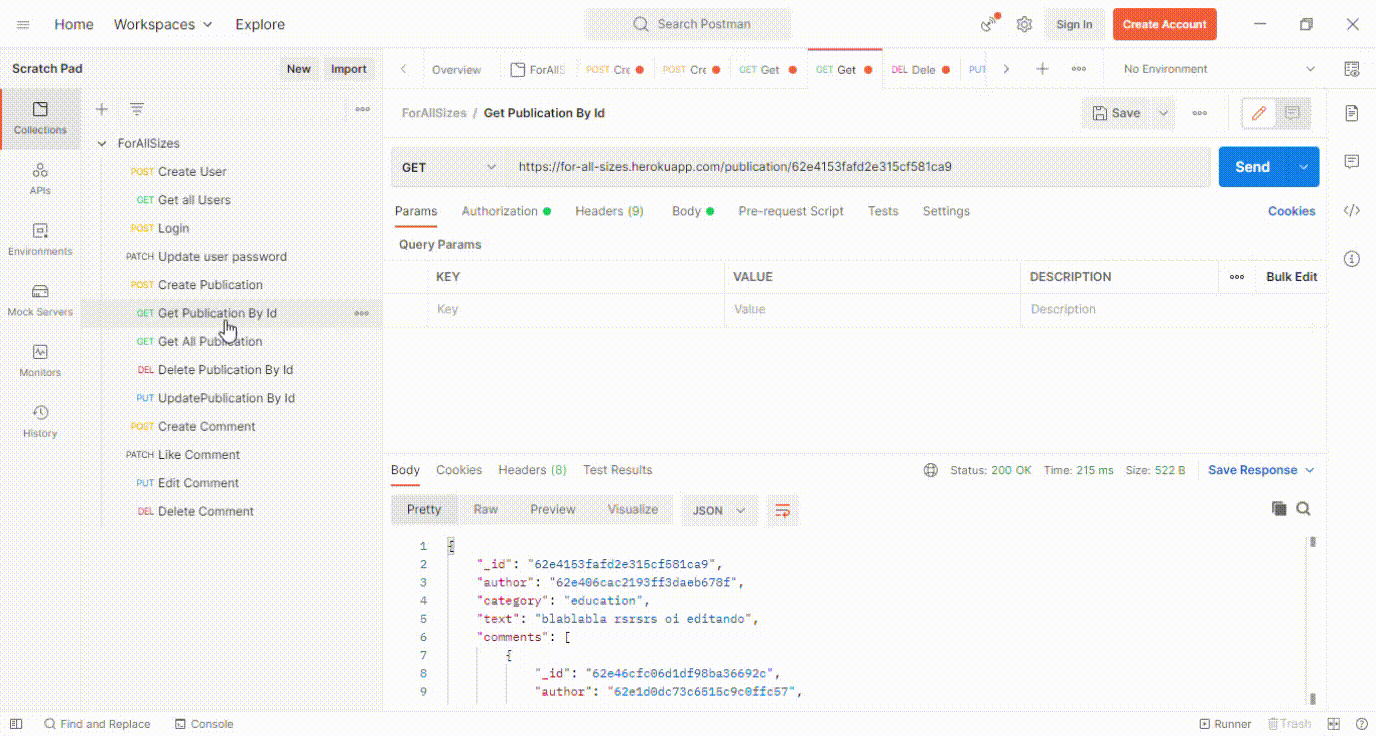 Home Workspaces Explore Search Postman Sign In Create Account
Scratch Pad New Import
Overview ForAllS POST Cre POST Cre GET Get GET Get DEL Dele PUT No Environment
Collections
APIs
Environments
Mock Servers
Monitors
History
ForAllSizes
POST Create User
GET Get all Users
POST Login
PATCH Update user password
POST Create Publication
GET Get Publication By Id
GET Get All Publication
DEL Delete Publication By Id
PUT UpdatePublication By Id
POST Create Comment
PATCH Like Comment
PUT Edit Comment
DEL Delete Comment
ForAllSizes / Get Publication By Id Save
GET https://for-all-sizes.herokuapp.com/publication/62e4153fafd2e315cf581ca9 Send
Params Authorization Headers (9) Body Pre-request Script Tests Settings Cookies
Query Params
KEY VALUE DESCRIPTION Bulk Edit
Key Value Description
Body Cookies Headers (8) Test Results Status: 200 OK Time: 215 ms Size: 522 B Save Response
Pretty Raw Preview Visualize JSON
1 {
2 "_id": "62e4153fafd2e315cf581ca9",
3 "author": "62e406cac2193ff3daeb678f",
4 "category": "education",
5 "text": "blablabla rsrsrs oi editando",
6 "comments": [
7 {
8 "_id": "62e46cfc06d1df98ba36692c",
9 "author": "62e1d0dc73c6515c9c0ffc57",
Find and Replace Console Runner Trash